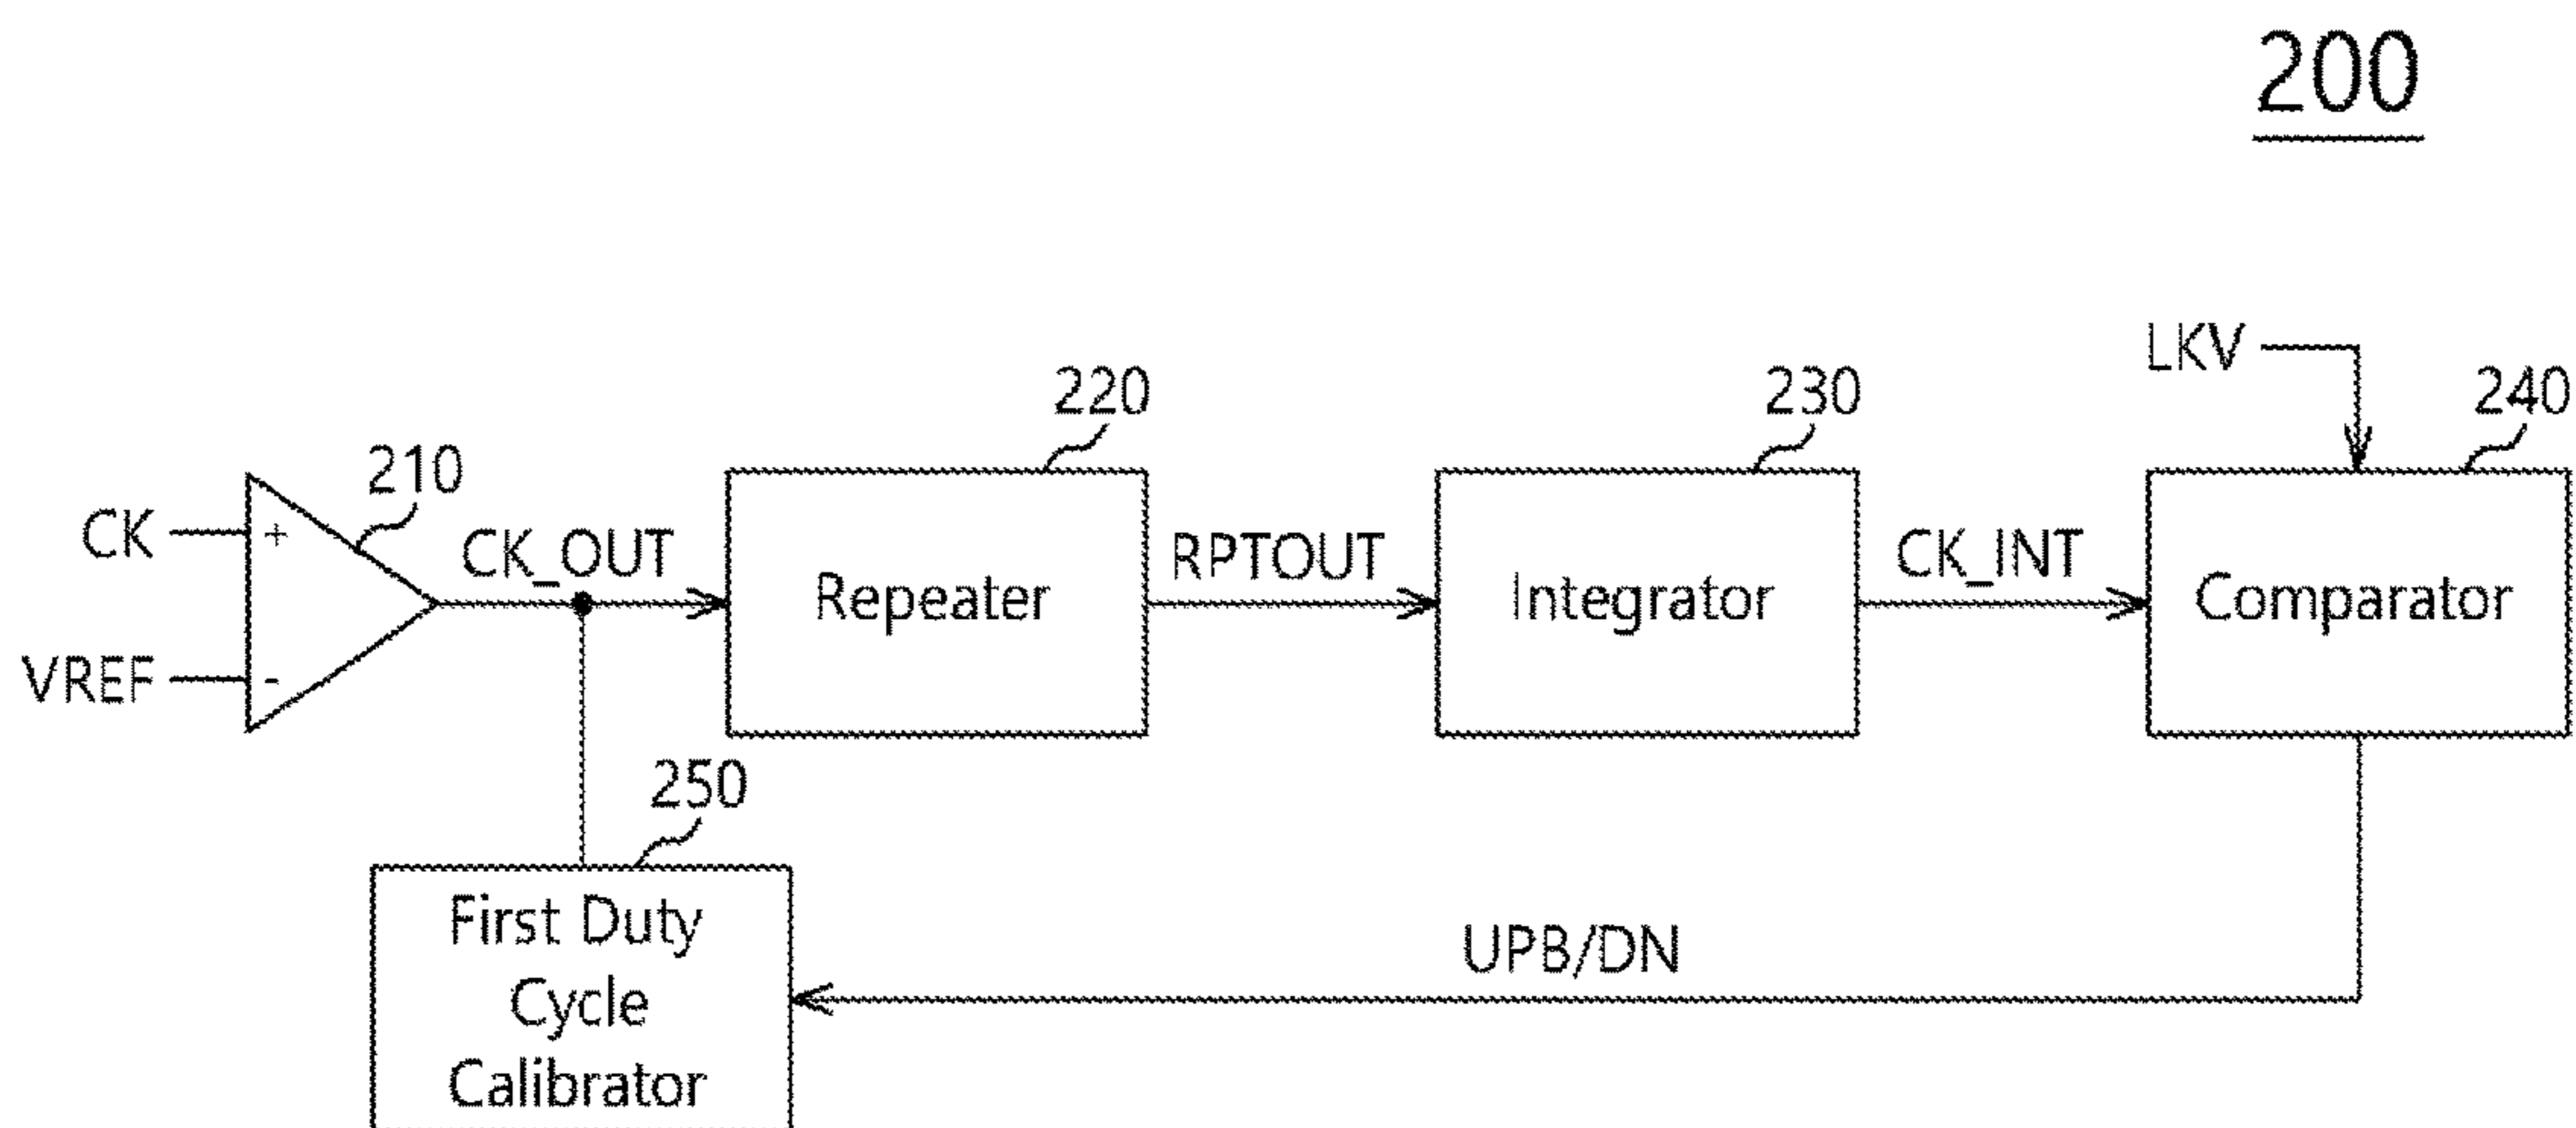 200
LKV
220
230
240
210
CK
+
CK_OUT
RPTOUT
CK_INT
Repeater
Integrator
Comparator
VREF
-
250
First Duty
Cycle
Calibrator
UPB/DN